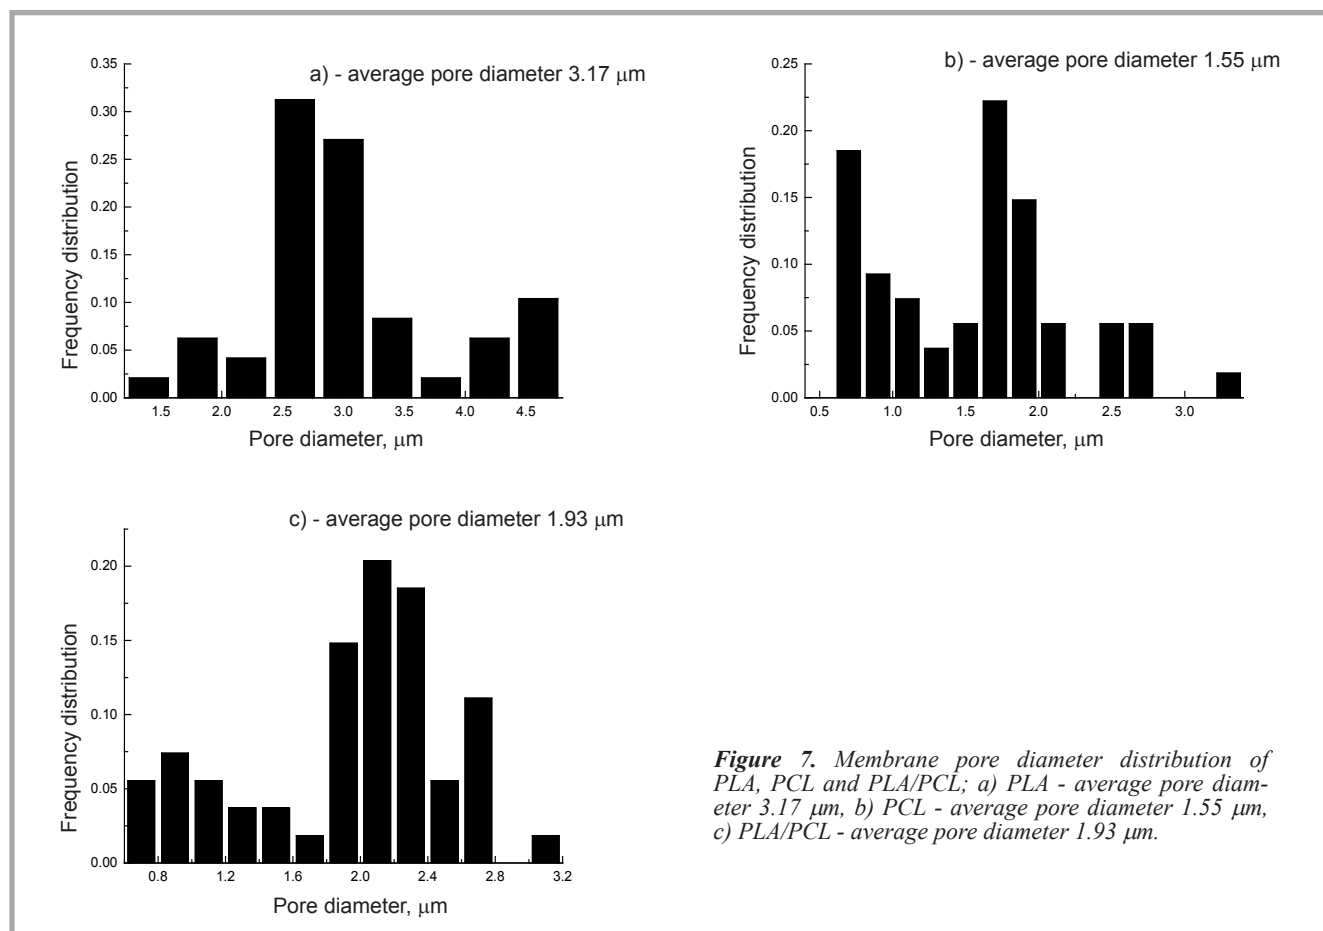 a) - average pore diameter 3.17 μm
0.35
0.30
0.25
0.20
0.15
0.10
0.05
0.00
Frequency distribution
1.5 2.0 2.5 3.0 3.5 4.0 4.5
Pore diameter, μm
b) - average pore diameter 1.55 μm
0.25
0.20
0.15
0.10
0.05
0.00
Frequency distribution
0.5 1.0 1.5 2.0 2.5 3.0
Pore diameter, μm
c) - average pore diameter 1.93 μm
0.20
0.15
0.10
0.05
0.00
Frequency distribution
0.8 1.2 1.6 2.0 2.4 2.8 3.2
Pore diameter, μm
Figure 7. Membrane pore diameter distribution of
PLA, PCL and PLA/PCL; a) PLA - average pore diam-
eter 3.17 μm, b) PCL - average pore diameter 1.55 μm,
c) PLA/PCL - average pore diameter 1.93 μm.